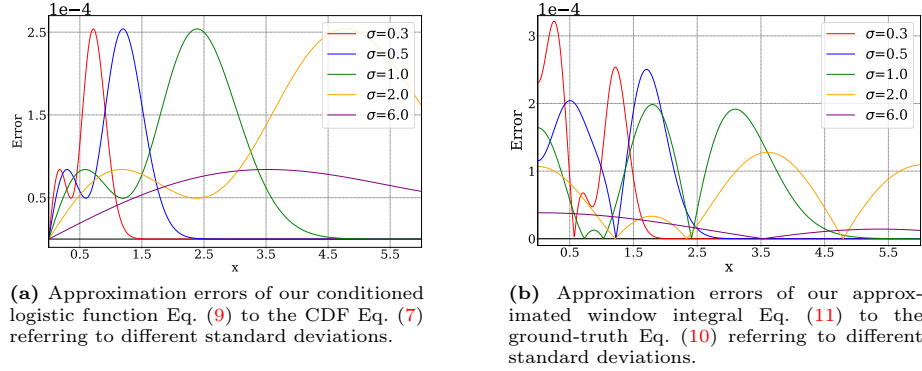 1e−4
2.5
1.5
0.5
Error
0.5 1.5 2.5 3.5 4.5 5.5
x
σ=0.3
σ=0.5
σ=1.0
σ=2.0
σ=6.0
(a) Approximation errors of our conditioned
logistic function Eq. (9) to the CDF Eq. (7)
referring to different standard deviations.
1e−4
3
2
1
0
Error
0.5 1.5 2.5 3.5 4.5 5.5
x
σ=0.3
σ=0.5
σ=1.0
σ=2.0
σ=6.0
(b) Approximation errors of our approx-
imated window integral Eq. (11) to the
ground-truth Eq. (10) referring to different
standard deviations.